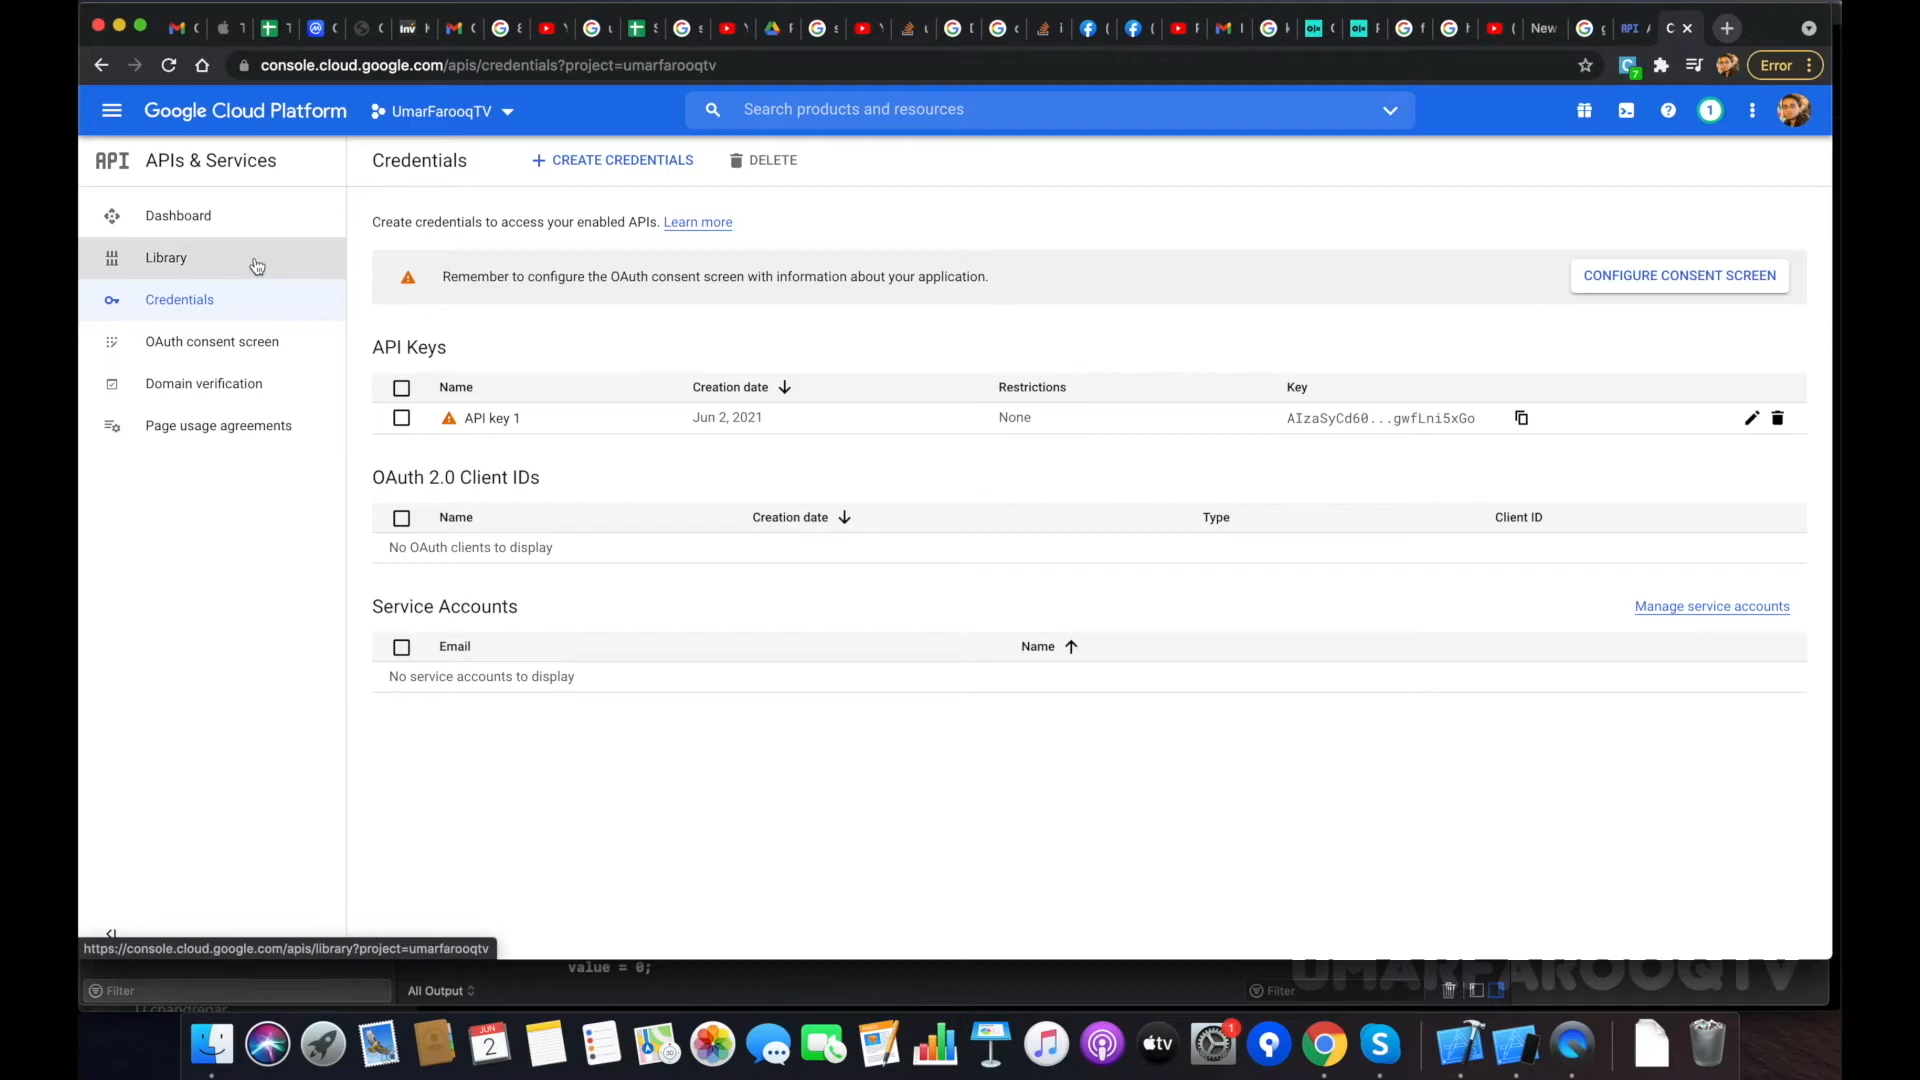 console.cloud.google.com/apis/credentials?project=umarfarooqtv
Error
Google Cloud Platform
UmarFarooqTV
Search products and resources
1
API APIs & Services
Credentials
CREATE CREDENTIALS
DELETE
Dashboard
Library
Credentials
OAuth consent screen
Domain verification
Page usage agreements
Create credentials to access your enabled APIs. Learn more
Remember to configure the OAuth consent screen with information about your application.
CONFIGURE CONSENT SCREEN
API Keys
Name Creation date Restrictions Key
API key 1 Jun 2, 2021 None AIzaSyCd60...gwfLni5xGo
OAuth 2.0 Client IDs
Name Creation date Type Client ID
No OAuth clients to display
Service Accounts
Manage service accounts
Email Name
No service accounts to display
https://console.cloud.google.com/apis/library?project=umarfarooqtv
value = 0;
UMARFAROOQTV
Filter
All Output
Filter
JUN
2
tv
1